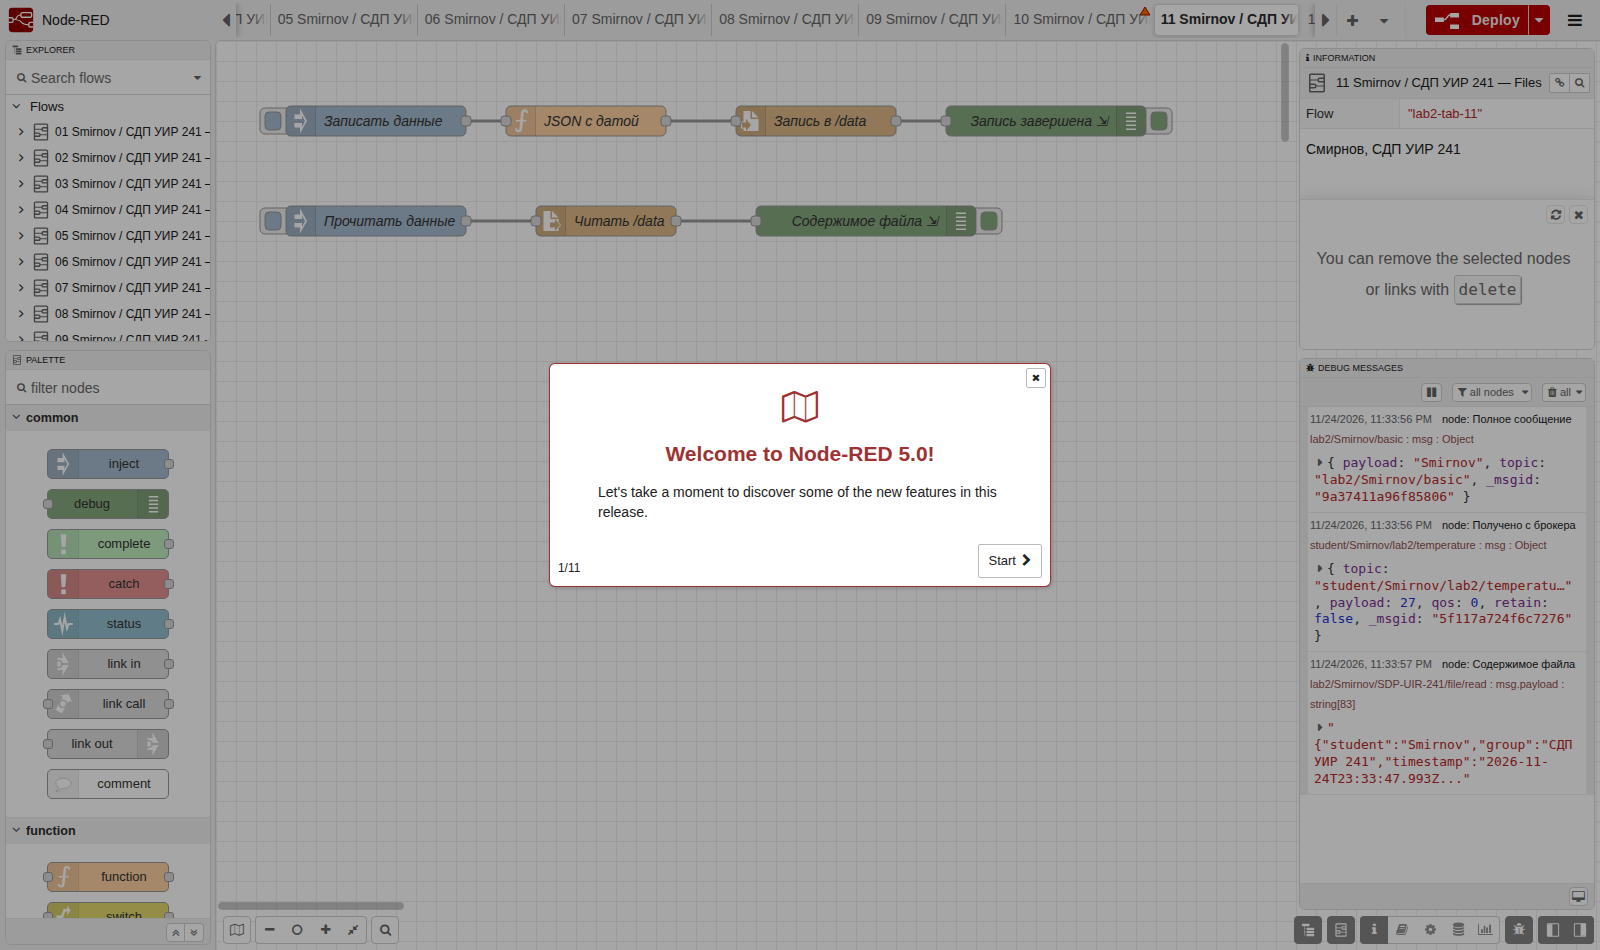 Node-RED
УИ
05 Smirnov / СДП УИ
06 Smirnov / СДП УИ
07 Smirnov / СДП УИ
08 Smirnov / СДП УИ
09 Smirnov / СДП УИ
10 Smirnov / СДП УИ
11 Smirnov / СДП УИ
1
Deploy
EXPLORER
Search flows
Flows
01 Smirnov / СДП УИР 241 –
02 Smirnov / СДП УИР 241 –
03 Smirnov / СДП УИР 241 –
04 Smirnov / СДП УИР 241 –
05 Smirnov / СДП УИР 241 –
06 Smirnov / СДП УИР 241 –
07 Smirnov / СДП УИР 241 –
08 Smirnov / СДП УИР 241 –
09 Smirnov / СДП УИР 241 -
PALETTE
filter nodes
common
inject
debug
complete
catch
status
link in
link call
link out
comment
function
function
switch
Записать данные
JSON с датой
Запись в /data
Запись завершена ⇲
Прочитать данные
Читать /data
Содержимое файла ⇲
Welcome to Node-RED 5.0!
Let's take a moment to discover some of the new features in this
release.
1/11
Start
INFORMATION
11 Smirnov / СДП УИР 241 — Files
Flow
"lab2-tab-11"
Смирнов, СДП УИР 241
You can remove the selected nodes
or links with delete
DEBUG MESSAGES
all nodes
all
11/24/2026, 11:33:56 PM node: Полное сообщение
lab2/Smirnov/basic : msg : Object
{ payload: "Smirnov", topic:
"lab2/Smirnov/basic", _msgid:
"9a37411a96f85806" }
11/24/2026, 11:33:56 PM node: Получено с брокера
student/Smirnov/lab2/temperature : msg : Object
{ topic:
"student/Smirnov/lab2/temperatu…"
, payload: 27, qos: 0, retain:
false, _msgid: "5f117a724f6c7276"
}
11/24/2026, 11:33:57 PM node: Содержимое файла
lab2/Smirnov/SDP-UIR-241/file/read : msg.payload :
string[83]
"
{"student":"Smirnov","group":"СДП
УИР 241","timestamp":"2026-11-
24T23:33:47.993Z..."